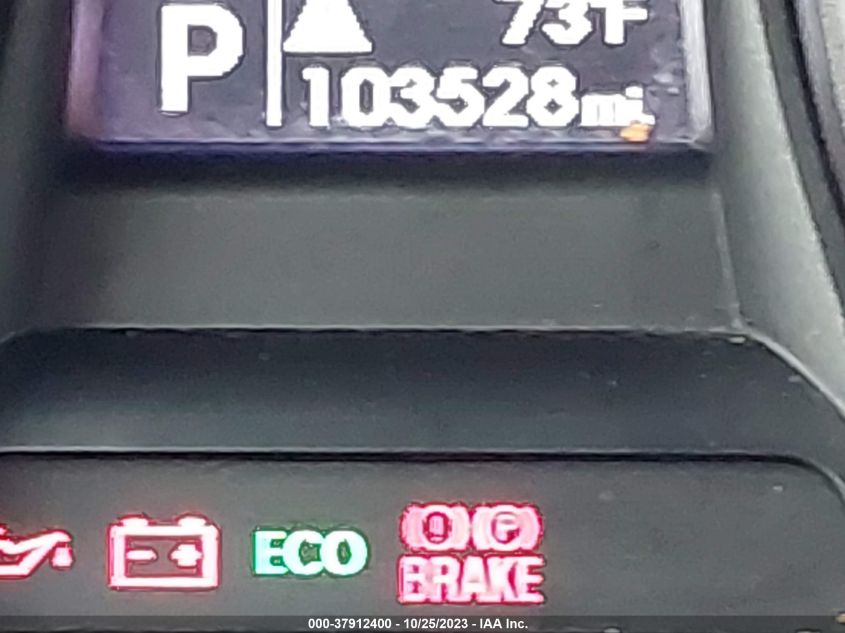 P 73°F
103528 mi.
ECO
(!) (P)
BRAKE
000-37912400 - 10/25/2023 - IAA Inc.